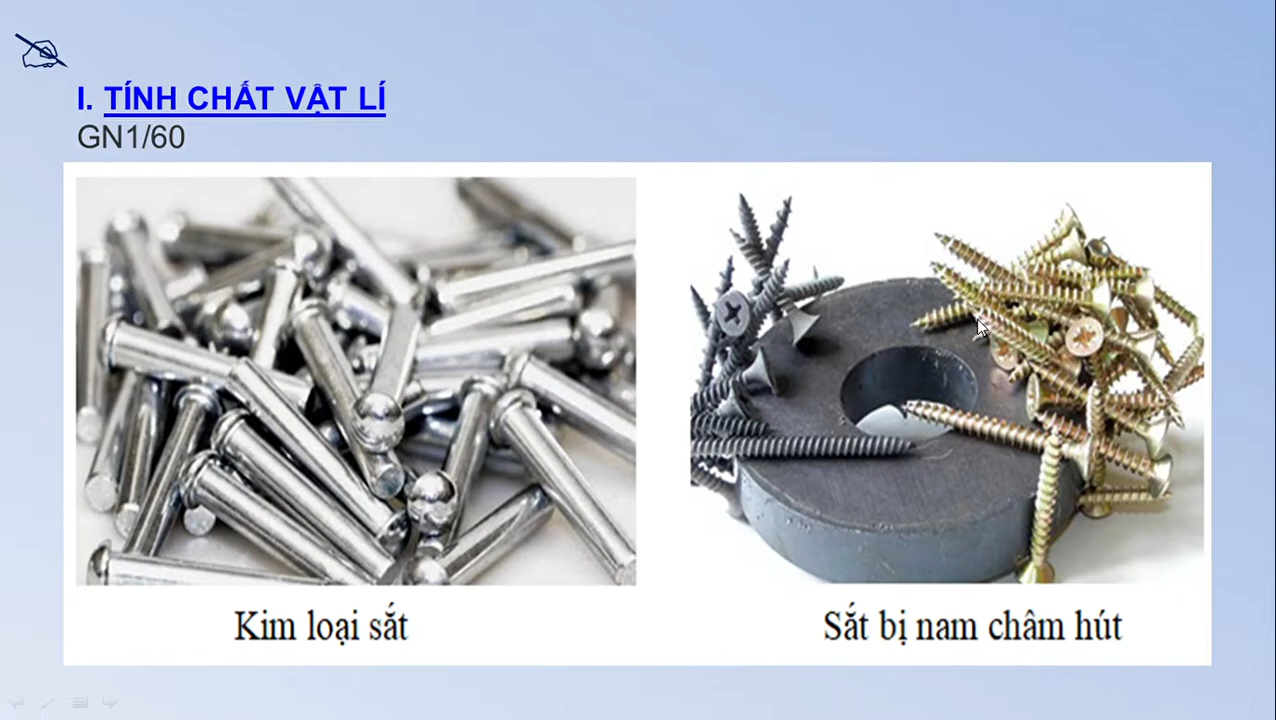 I. TÍNH CHẤT VẬT LÍ
GN1/60
Kim loại sắt
Sắt bị nam châm hút